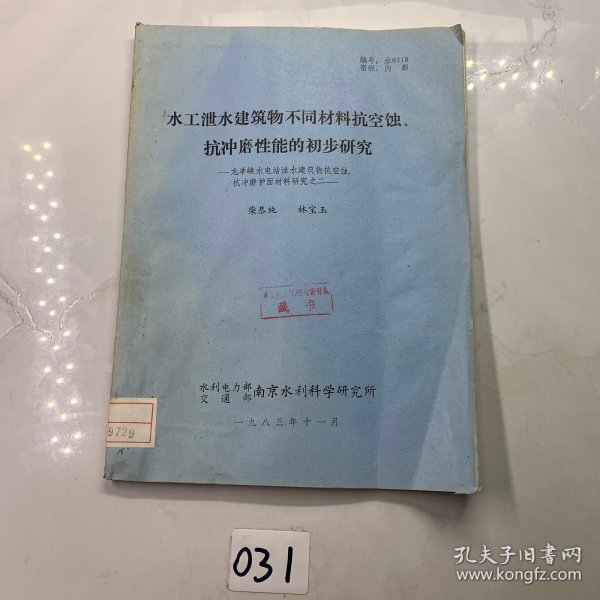 编号：水8318
密级：内部
水工泄水建筑物不同材料抗空蚀、
抗冲磨性能的初步研究
——龙羊峡水电站泄水建筑物抗空蚀、
抗冲磨护面材料研究之二——
柴恭纯 林宝玉
藏书
水利电力部
交通部
南京水利科学研究所
一九八三年十一月
9729
031
孔夫子旧书网
www.kongfz.com